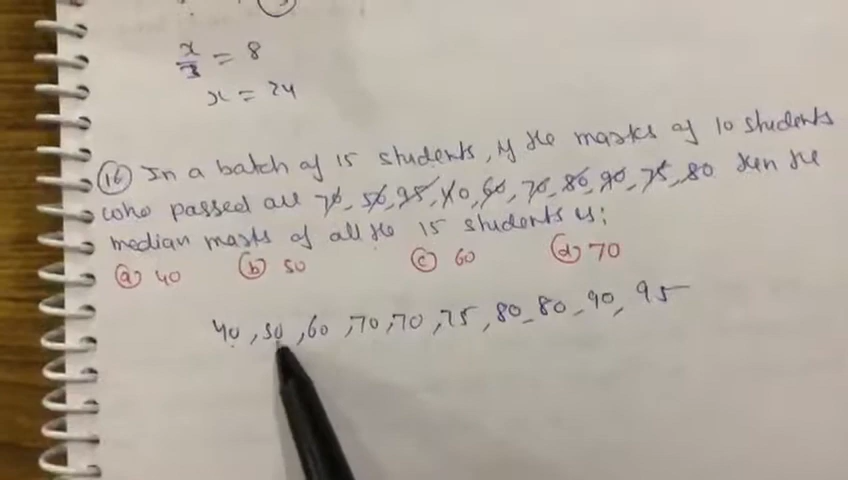 x/3 = 8
x = 24
(16) In a batch of 15 students, if the marks of 10 students
who passed are 70, 50, 95, 40, 60, 70, 80, 90, 75, 80 then the
median marks of all the 15 students is:
(a) 40 (b) 50 (c) 60 (d) 70
40, 50, 60, 70, 70, 75, 80, 80, 90, 95